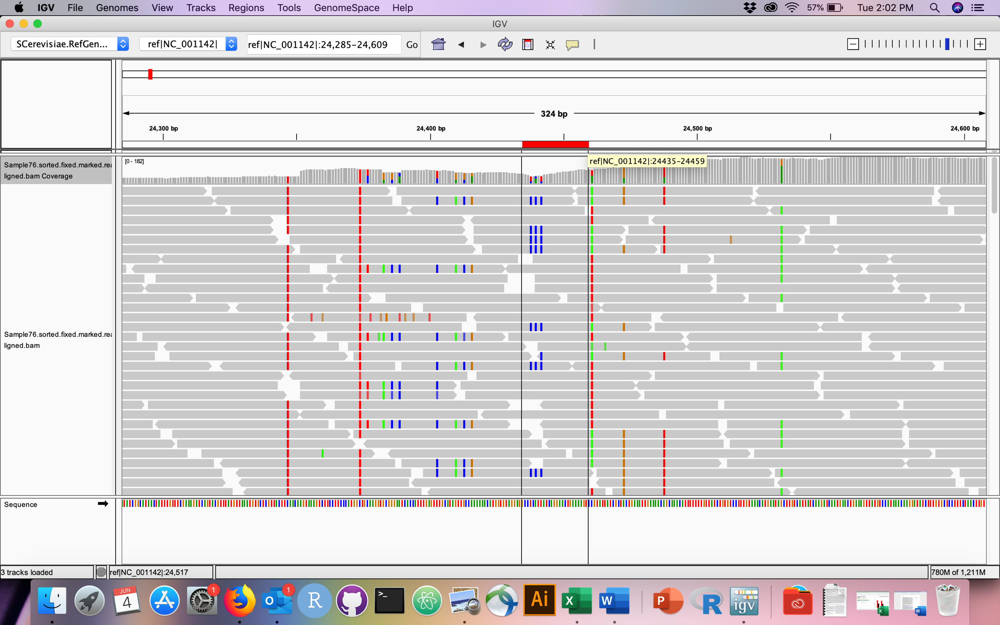 IGV File Genomes View Tracks Regions Tools GenomeSpace Help 57% Tue 2:02 PM
IGV
SCerevisiae.RefGen... ref|NC_001142| ref|NC_001142|:24,285-24,609 Go
324 bp
24,300 bp 24,400 bp 24,500 bp 24,600 bp
Sample76.sorted.fixed.marked.rea
ligned.bam Coverage
[0 - 182]
ref|NC_001142|:24435-24459
Sample76.sorted.fixed.marked.rea
ligned.bam
Sequence
3 tracks loaded ref|NC_001142|:24,517 780M of 1,211M
JUN
4
1
O
1
R
>_
Ai
X
W
P
R
igv
X
W